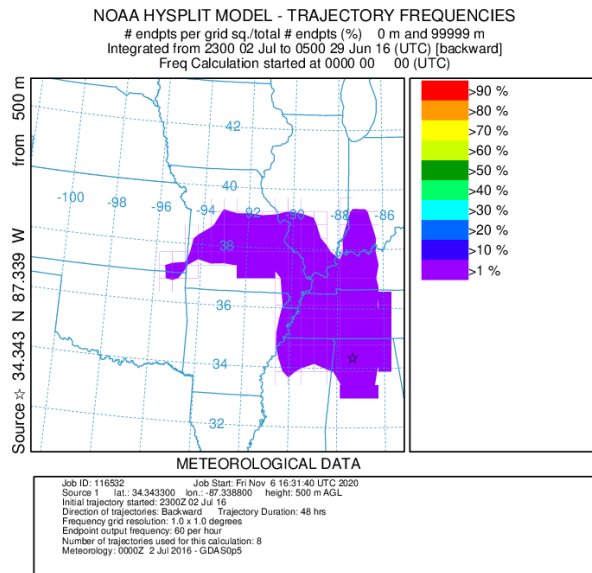 NOAA HYSPLIT MODEL - TRAJECTORY FREQUENCIES
# endpts per grid sq./total # endpts (%)    0 m and 99999 m
Integrated from 2300 02 Jul to 0500 29 Jun 16 (UTC) [backward]
Freq Calculation started at 0000 00    00 (UTC)
Source ☆ 34.343 N 87.339 W    from    500 m
42
40
-100 -98 -96 -94 92 -90 -88 -86
38
36
34
32
>90 %
>80 %
>70 %
>60 %
>50 %
>40 %
>30 %
>20 %
>10 %
>1 %
METEOROLOGICAL DATA
Job ID: 116532    Job Start: Fri Nov 6 16:31:40 UTC 2020
Source 1    lat.: 34.343300    lon.: -87.338800    height: 500 m AGL
Initial trajectory started: 2300Z 02 Jul 16
Direction of trajectories: Backward    Trajectory Duration: 48 hrs
Frequency grid resolution: 1.0 x 1.0 degrees
Endpoint output frequency: 60 per hour
Number of trajectories used for this calculation: 8
Meteorology: 0000Z 2 Jul 2016 - GDAS0p5